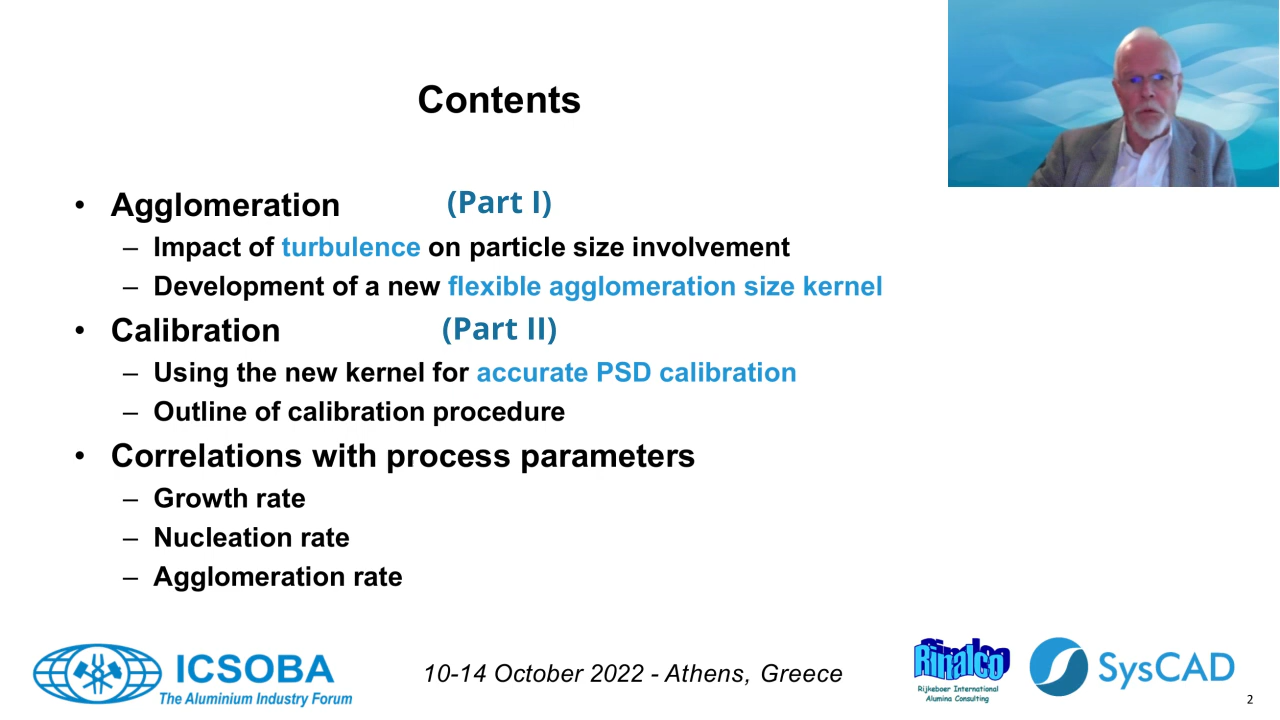 Contents
• Agglomeration (Part I)
– Impact of turbulence on particle size involvement
– Development of a new flexible agglomeration size kernel
• Calibration (Part II)
– Using the new kernel for accurate PSD calibration
– Outline of calibration procedure
• Correlations with process parameters
– Growth rate
– Nucleation rate
– Agglomeration rate
ICSOBA
The Aluminium Industry Forum
10-14 October 2022 - Athens, Greece
Rinalco
Rijkeboer International
Alumina Consulting
SysCAD
2